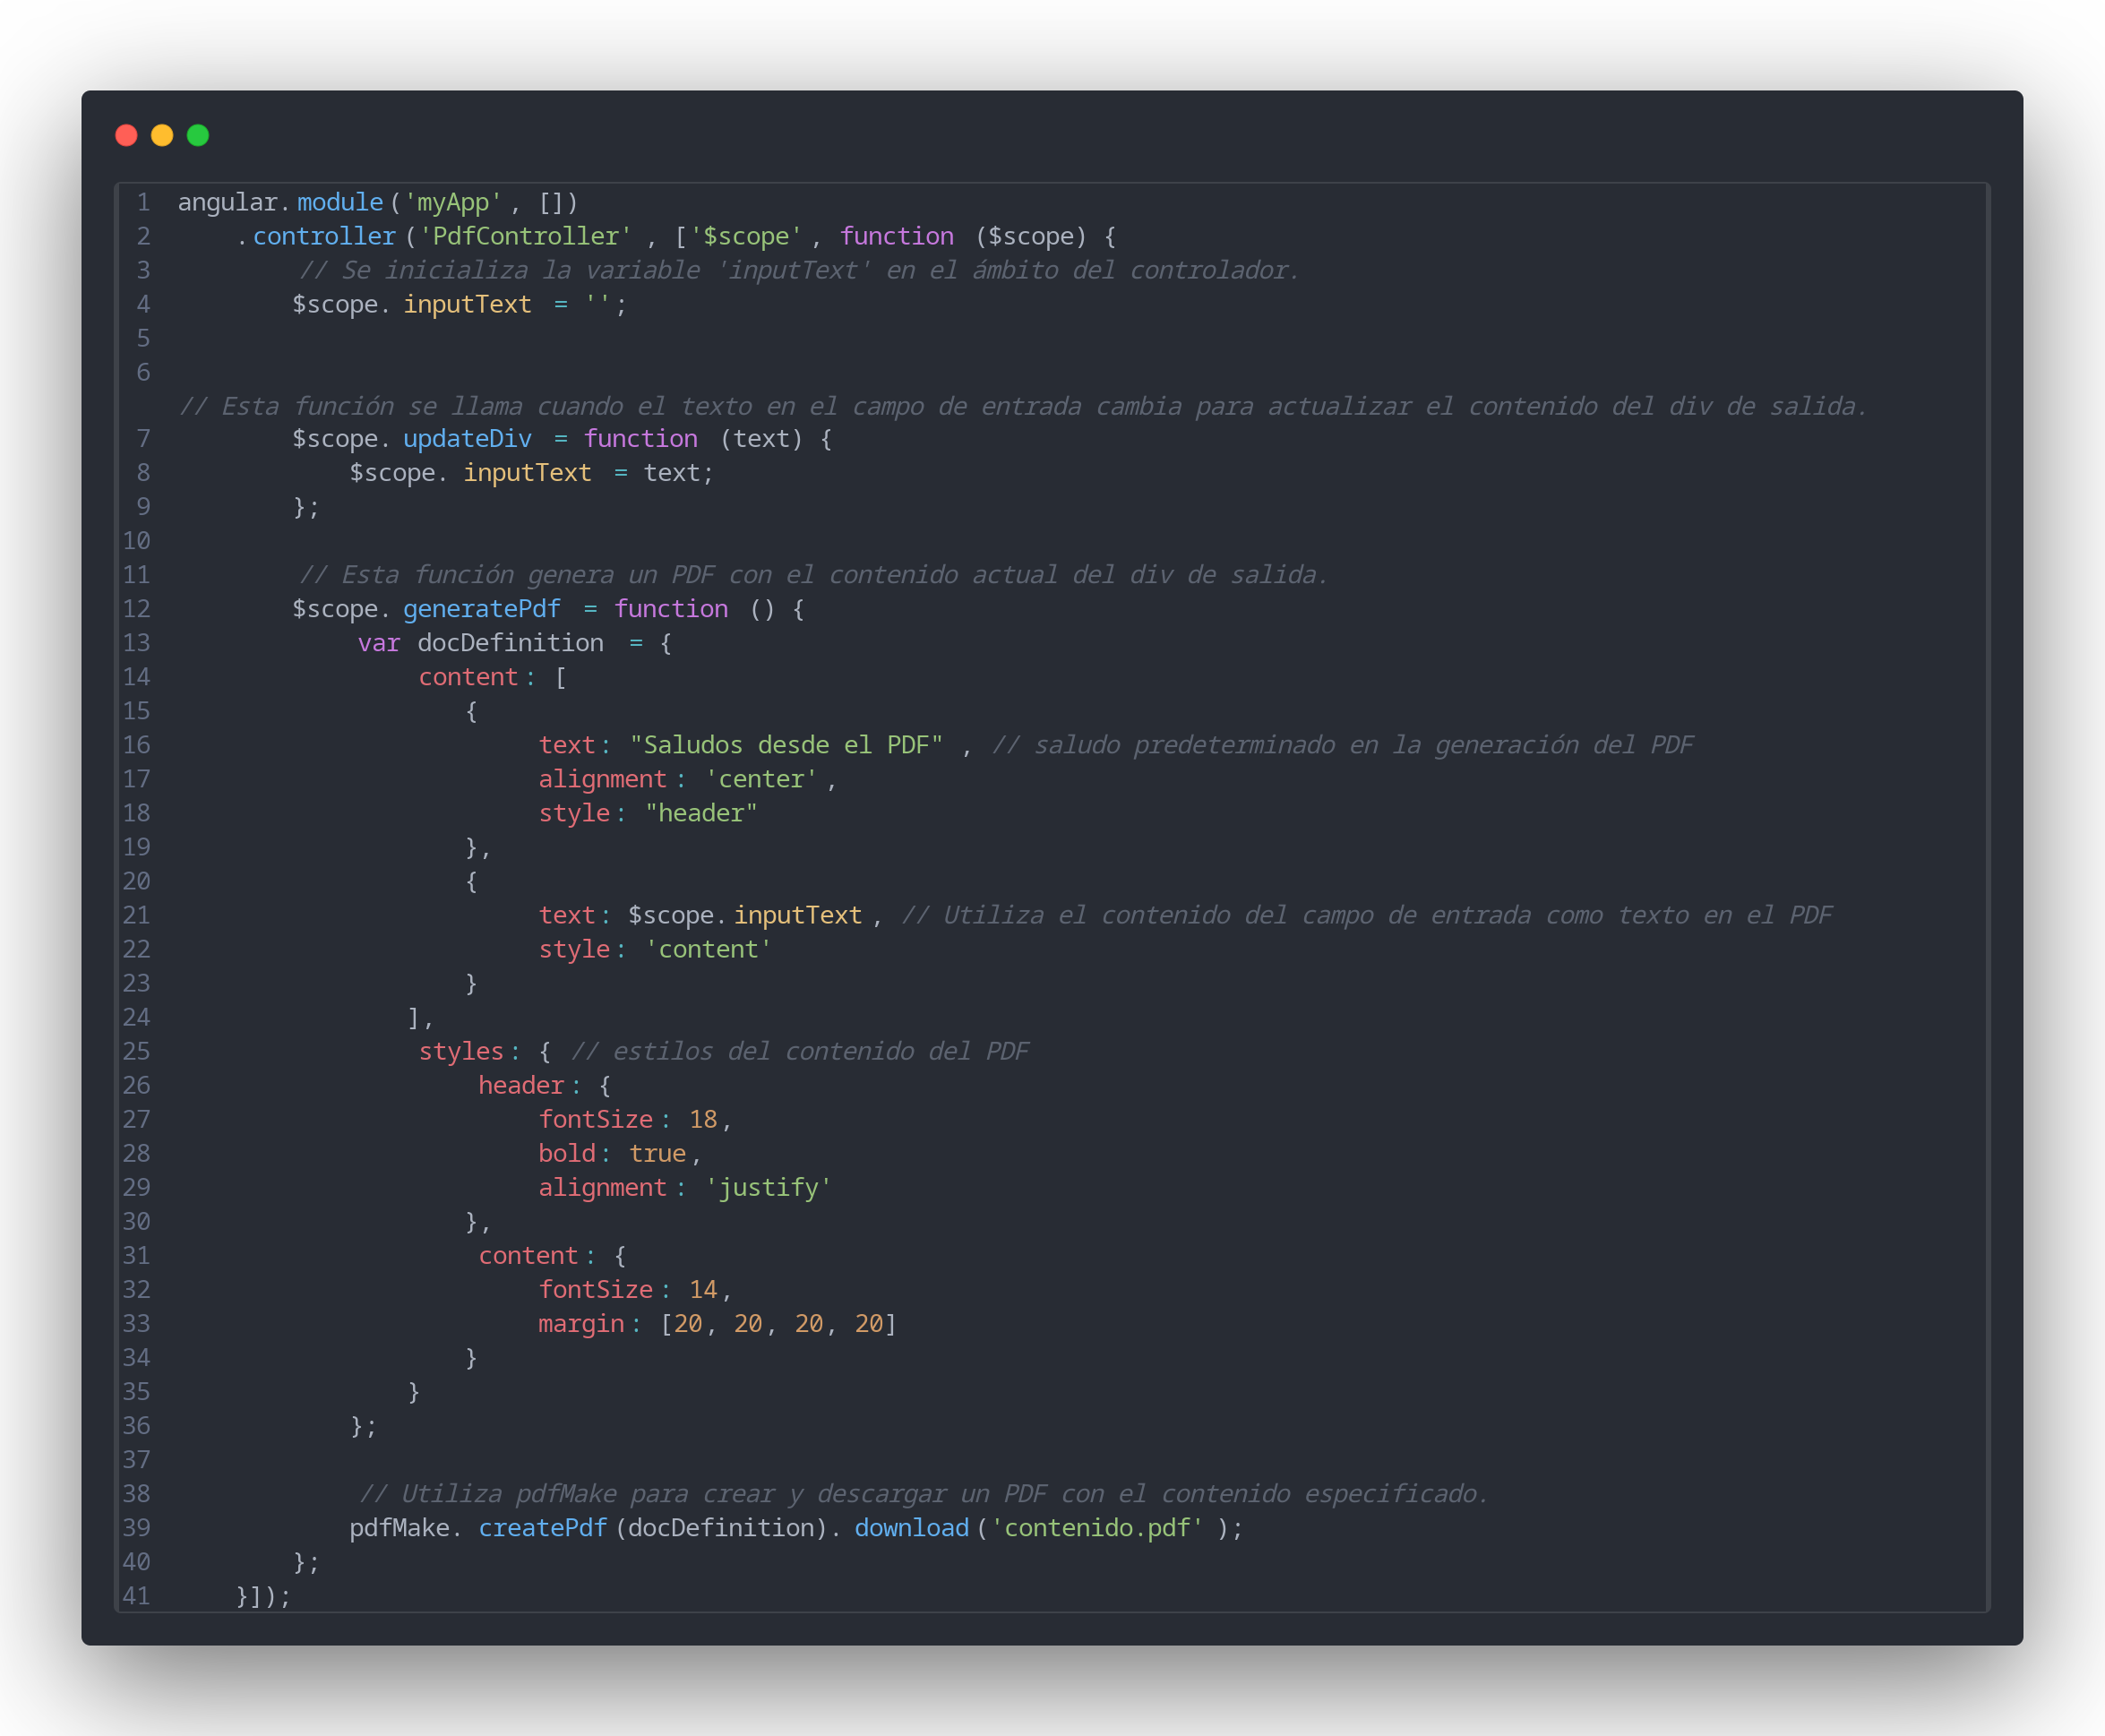 1 angular.module('myApp', [])
2     .controller('PdfController', ['$scope', function ($scope) {
3         // Se inicializa la variable 'inputText' en el ámbito del controlador.
4         $scope.inputText = '';
5
6
// Esta función se llama cuando el texto en el campo de entrada cambia para actualizar el contenido del div de salida.
7         $scope.updateDiv = function (text) {
8             $scope.inputText = text;
9         };
10
11         // Esta función genera un PDF con el contenido actual del div de salida.
12         $scope.generatePdf = function () {
13             var docDefinition = {
14                 content: [
15                     {
16                         text: "Saludos desde el PDF", // saludo predeterminado en la generación del PDF
17                         alignment: 'center',
18                         style: "header"
19                     },
20                     {
21                         text: $scope.inputText, // Utiliza el contenido del campo de entrada como texto en el PDF
22                         style: 'content'
23                     }
24                 ],
25                 styles: { // estilos del contenido del PDF
26                     header: {
27                         fontSize: 18,
28                         bold: true,
29                         alignment: 'justify'
30                     },
31                     content: {
32                         fontSize: 14,
33                         margin: [20, 20, 20, 20]
34                     }
35                 }
36             };
37
38             // Utiliza pdfMake para crear y descargar un PDF con el contenido especificado.
39             pdfMake.createPdf(docDefinition).download('contenido.pdf');
40         };
41     }]);